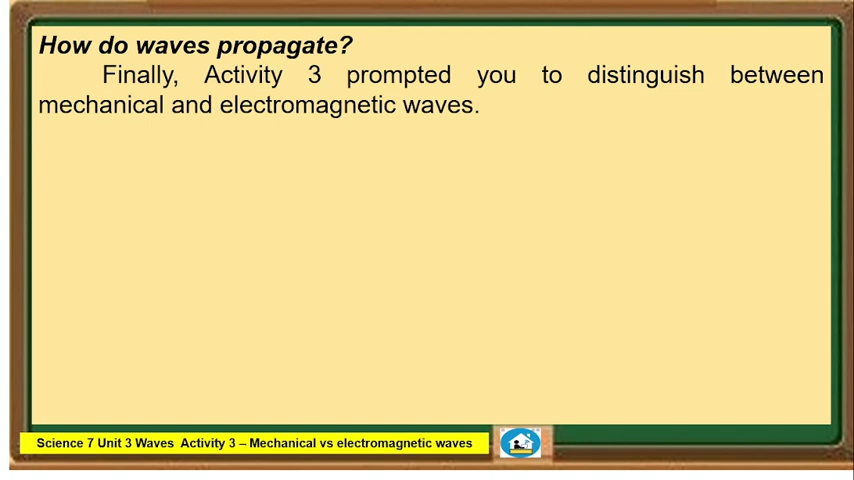 How do waves propagate?
Finally, Activity 3 prompted you to distinguish between
mechanical and electromagnetic waves.
Science 7 Unit 3 Waves Activity 3 – Mechanical vs electromagnetic waves